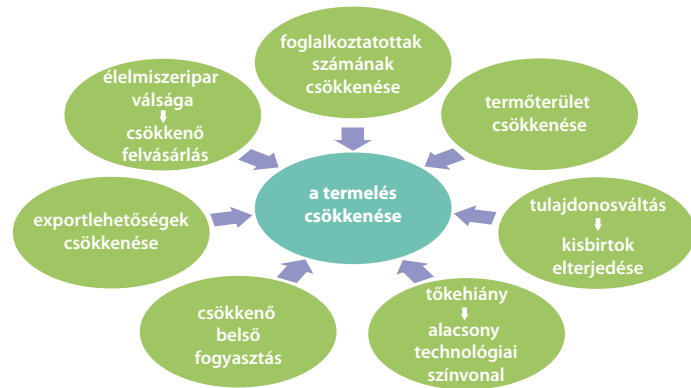 foglalkoztatottak
számának
csökkenése
élelmiszeripar
válsága
csökkenő
felvásárlás
termőterület
csökkenése
a termelés
csökkenése
exportlehetőségek
csökkenése
tulajdonosváltás
kisbirtok
elterjedése
csökkenő
belső
fogyasztás
tőkehiány
alacsony
technológiai
színvonal